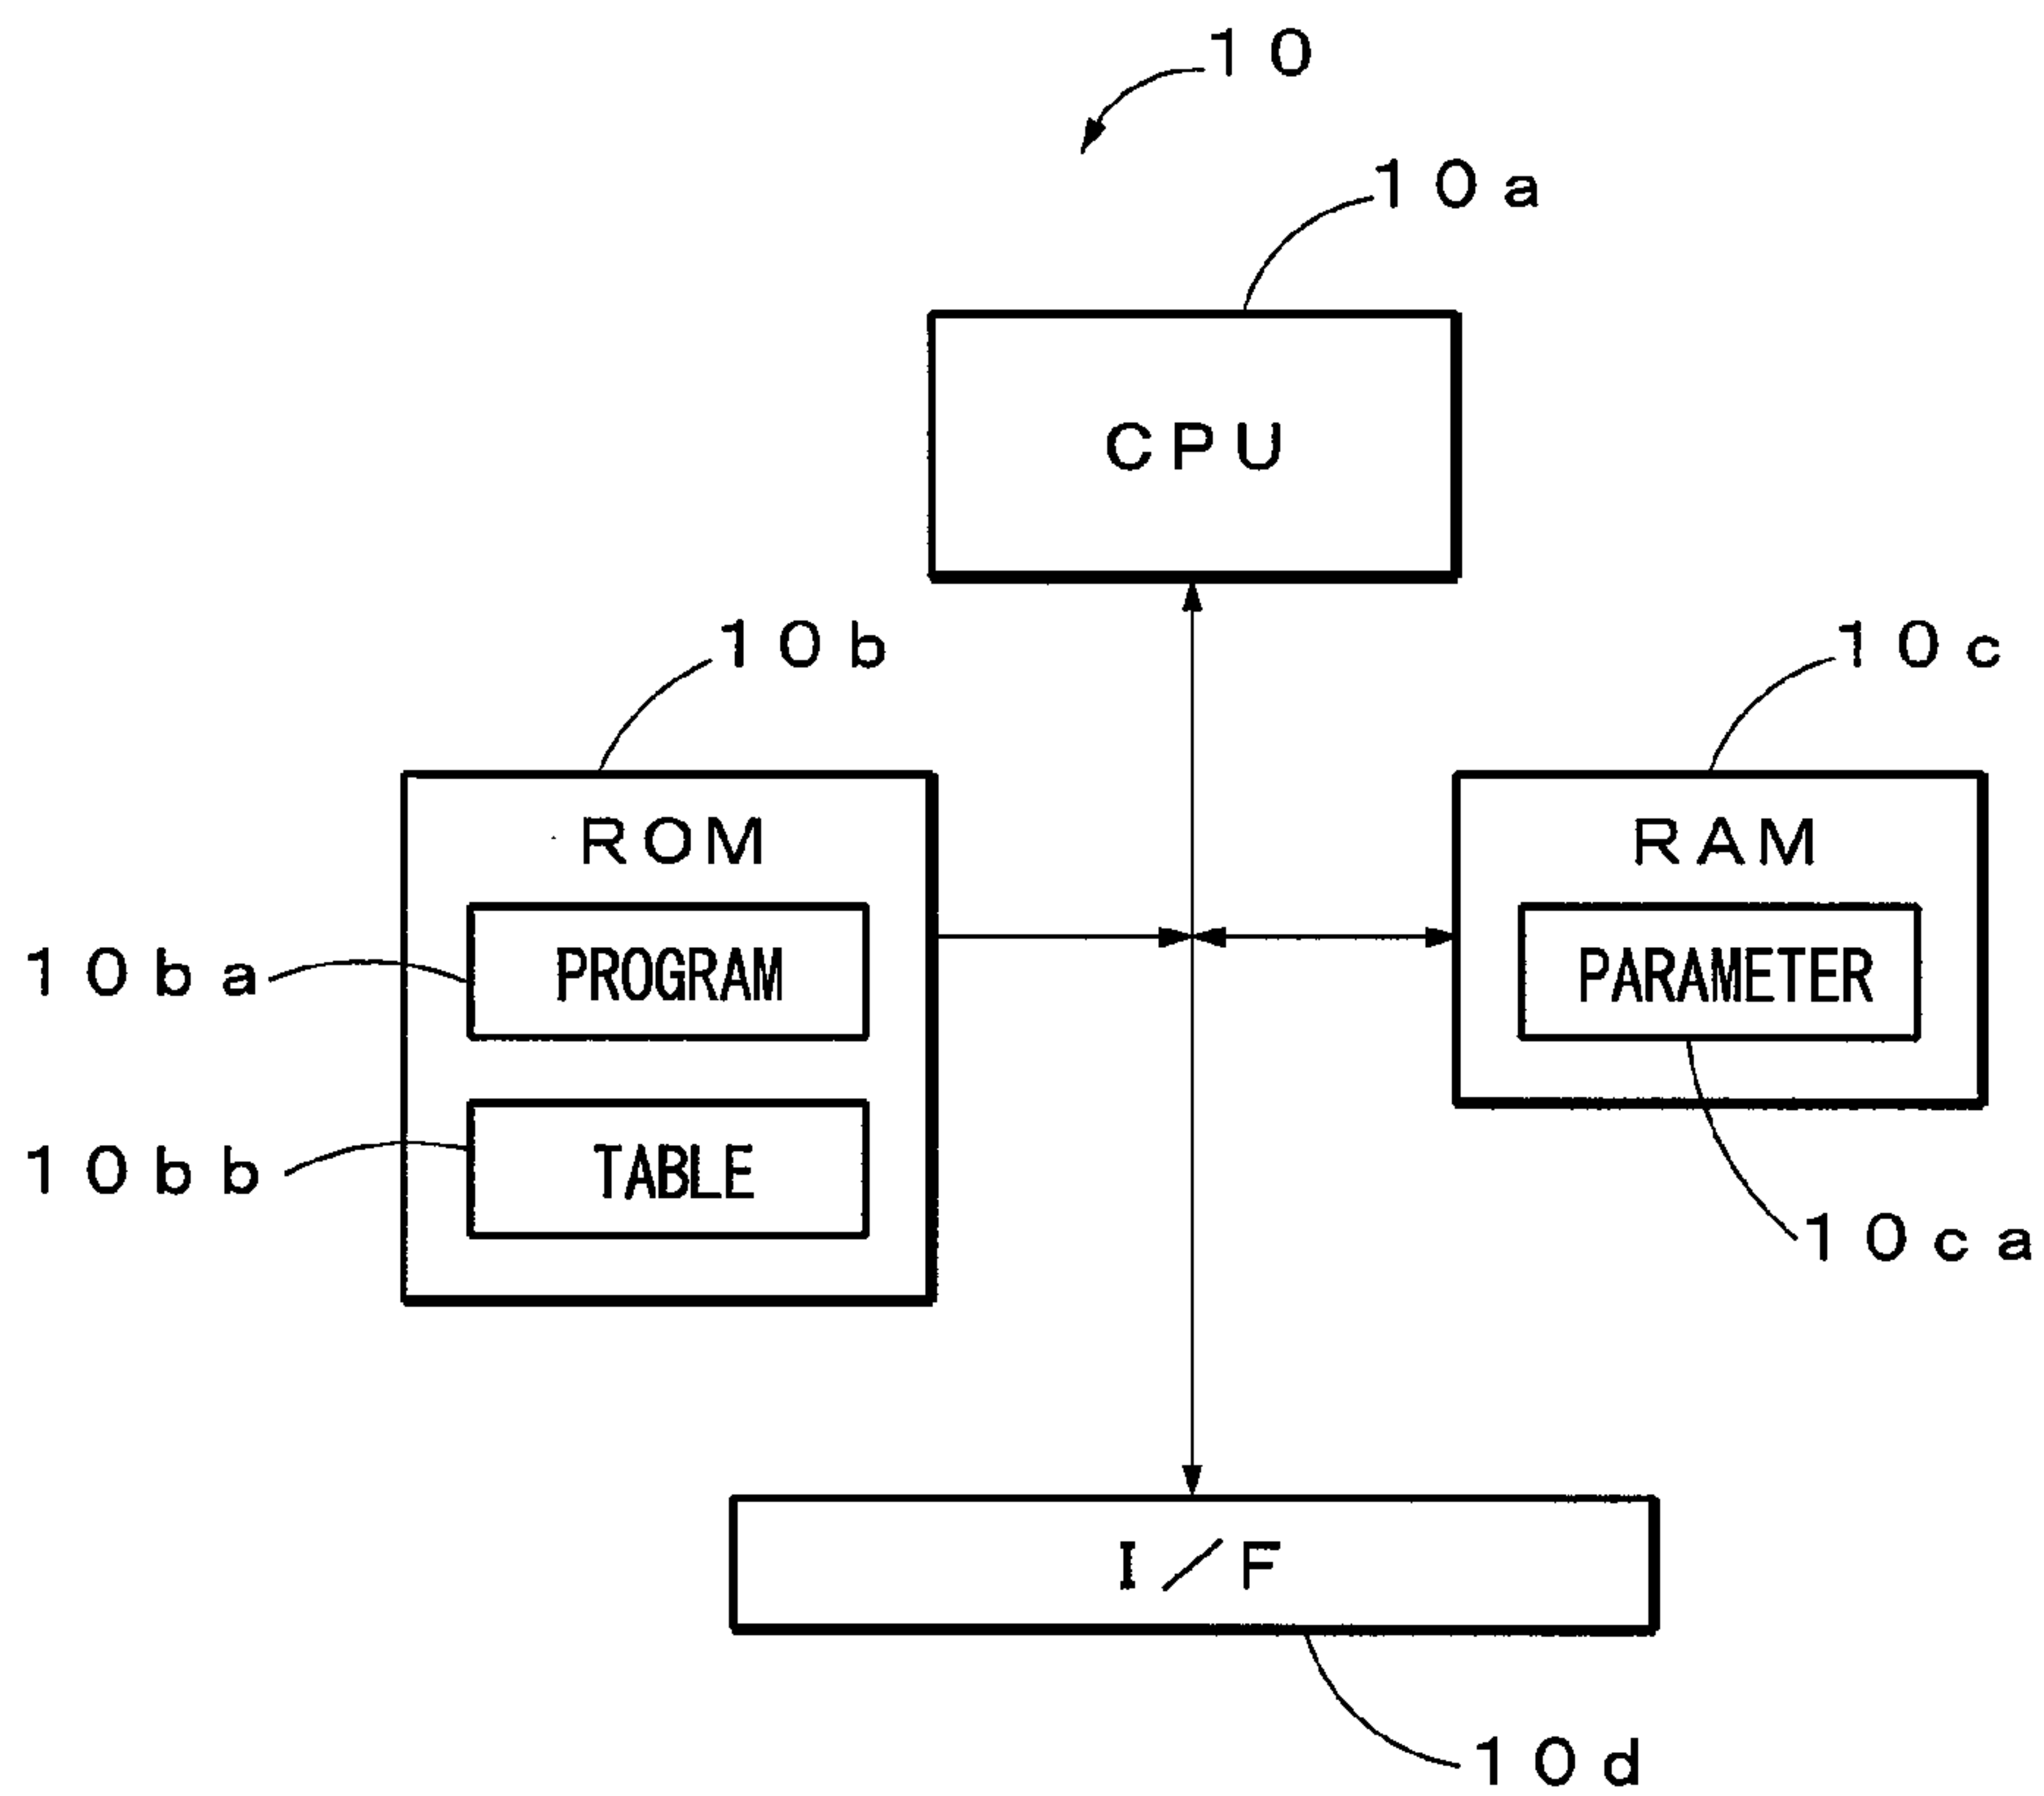 10
10a
CPU
10b
10c
ROM
RAM
10ba
PROGRAM
PARAMETER
10bb
TABLE
10ca
I/F
10d